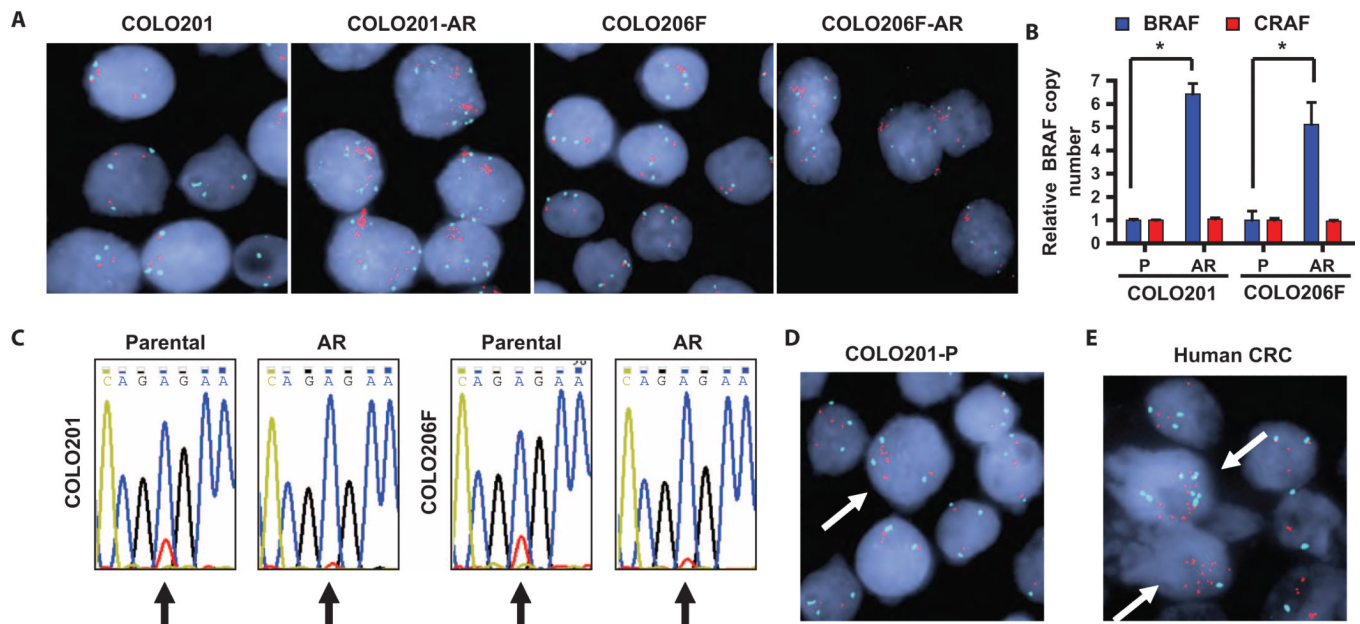 A
COLO201
COLO201-AR
COLO206F
COLO206F-AR
B
BRAF
CRAF
*
*
Relative BRAF copy
number
7
6
5
4
3
2
1
0
P
AR
P
AR
COLO201
COLO206F
C
Parental
AR
Parental
AR
COLO201
C A G A G A A
C A G A G A A
COLO206F
C A G A G A A
C A G A G A A
D
COLO201-P
E
Human CRC